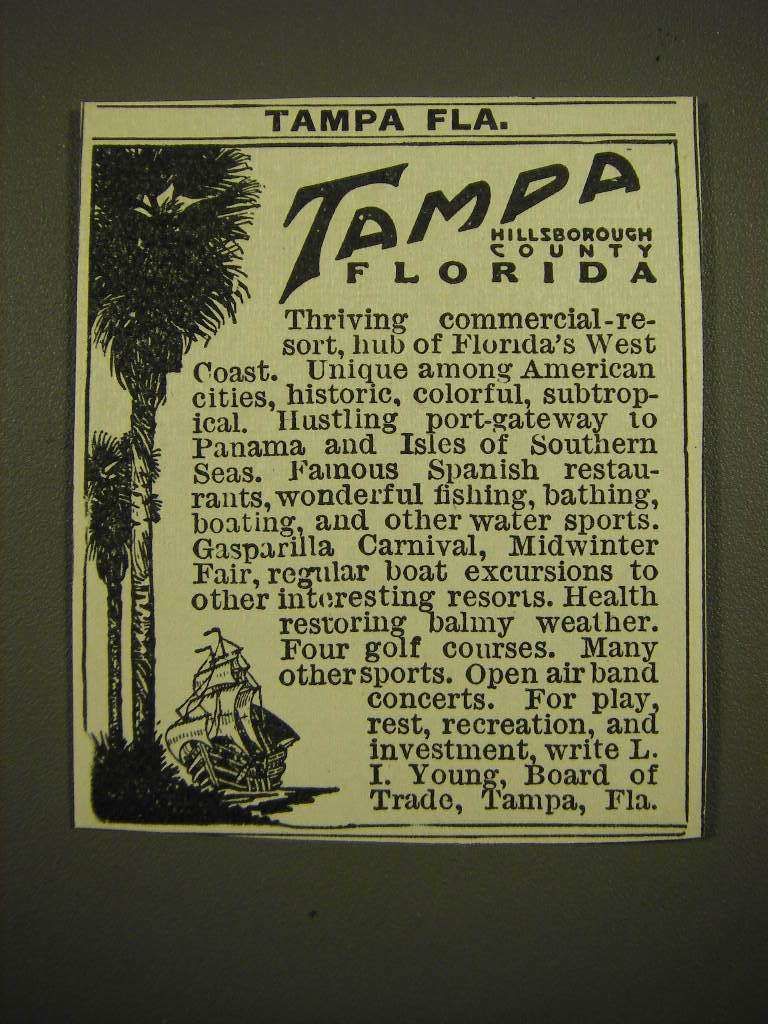 TAMPA FLA.
TAMPA
HILLSBOROUGH
COUNTY
FLORIDA
Thriving commercial-re-
sort, hub of Florida's West
Coast. Unique among American
cities, historic, colorful, subtrop-
ical. Hustling port-gateway to
Panama and Isles of Southern
Seas. Famous Spanish restau-
rants, wonderful fishing, bathing,
boating, and other water sports.
Gasparilla Carnival, Midwinter
Fair, regular boat excursions to
other interesting resorts. Health
restoring balmy weather.
Four golf courses. Many
other sports. Open air band
concerts. For play,
rest, recreation, and
investment, write L.
I. Young, Board of
Trade, Tampa, Fla.